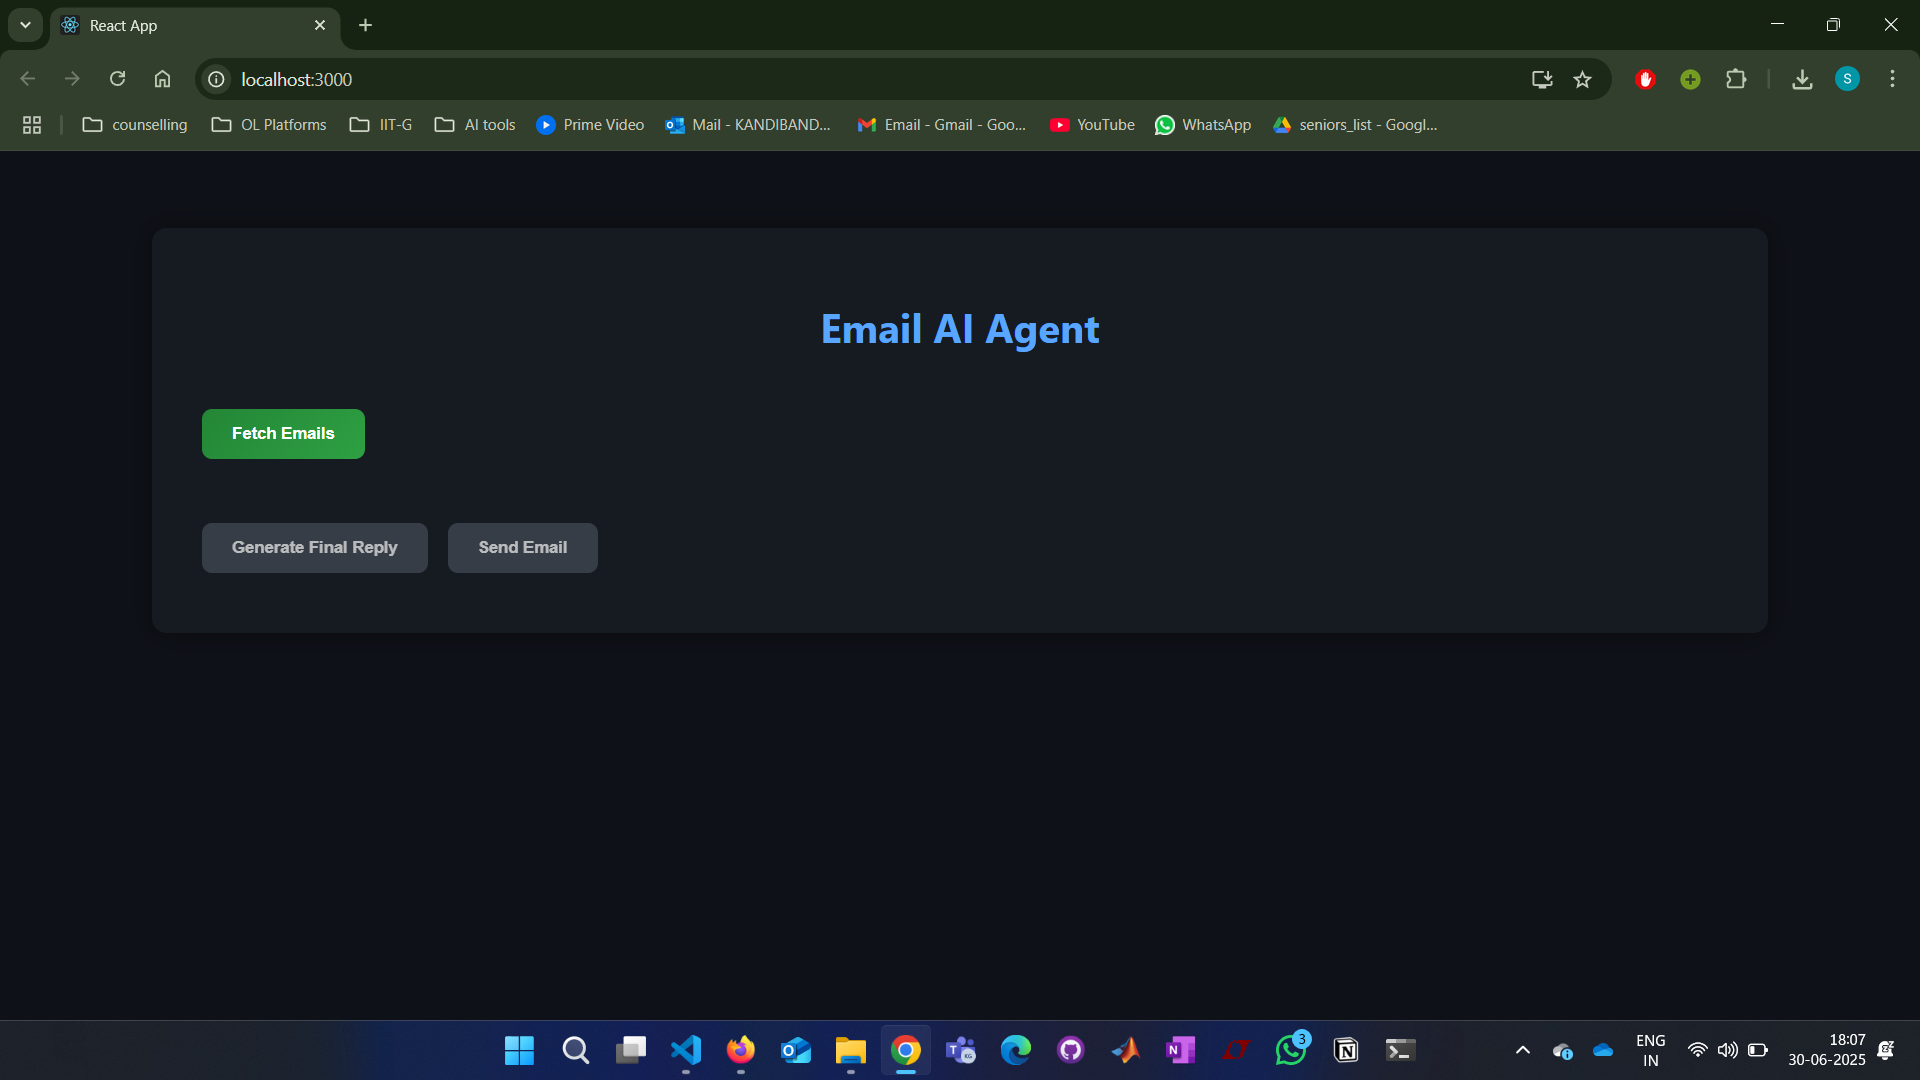 React App
localhost:3000
S
counselling
OL Platforms
IIT-G
AI tools
Prime Video
Mail - KANDIBAND...
Email - Gmail - Goo...
YouTube
WhatsApp
seniors_list - Googl...
Email AI Agent
Fetch Emails
Generate Final Reply
Send Email
3
ENG
IN
18:07
30-06-2025